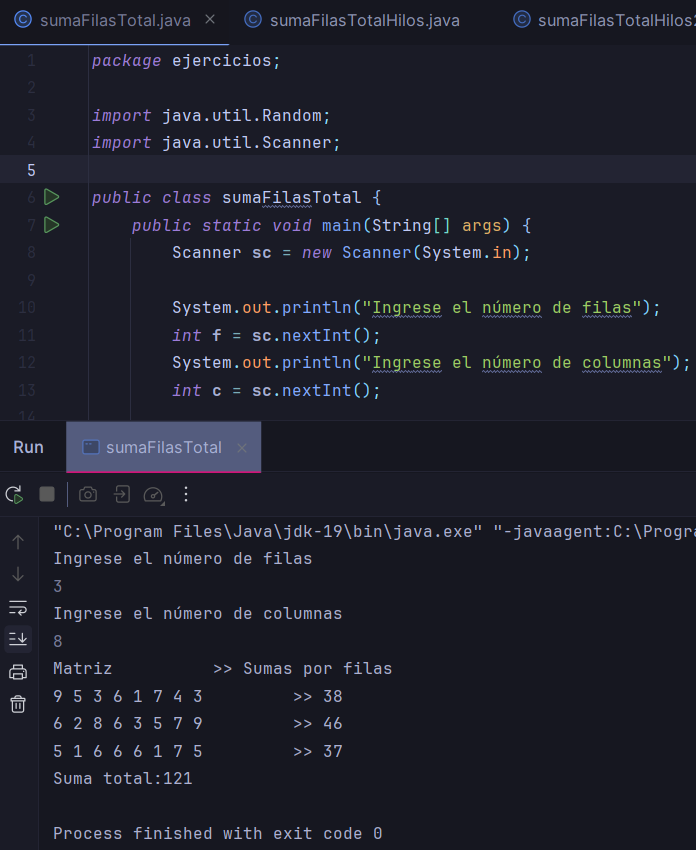 sumaFilasTotal.java
sumaFilasTotalHilos.java
sumaFilasTotalHilos2
1 package ejercicios;
2
3 import java.util.Random;
4 import java.util.Scanner;
5
6 public class sumaFilasTotal {
7 public static void main(String[] args) {
8 Scanner sc = new Scanner(System.in);
9
10 System.out.println("Ingrese el número de filas");
11 int f = sc.nextInt();
12 System.out.println("Ingrese el número de columnas");
13 int c = sc.nextInt();
14
Run sumaFilasTotal
"C:\Program Files\Java\jdk-19\bin\java.exe" "-javaagent:C:\Progra
Ingrese el número de filas
3
Ingrese el número de columnas
8
Matriz >> Sumas por filas
9 5 3 6 1 7 4 3 >> 38
6 2 8 6 3 5 7 9 >> 46
5 1 6 6 6 1 7 5 >> 37
Suma total:121
Process finished with exit code 0